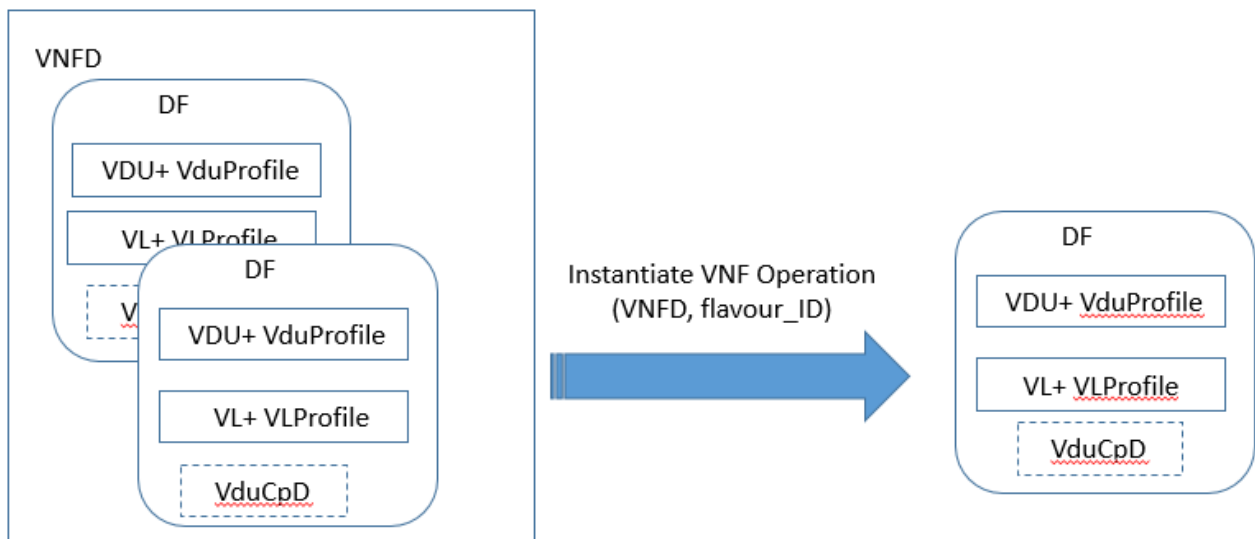 VNFD
DF
VDU+ VduProfile
VL+ VLProfile
DF
VDU+ VduProfile
VL+ VLProfile
VduCpD
Instantiate VNF Operation
(VNFD, flavour_ID)
DF
VDU+ VduProfile
VL+ VLProfile
VduCpD